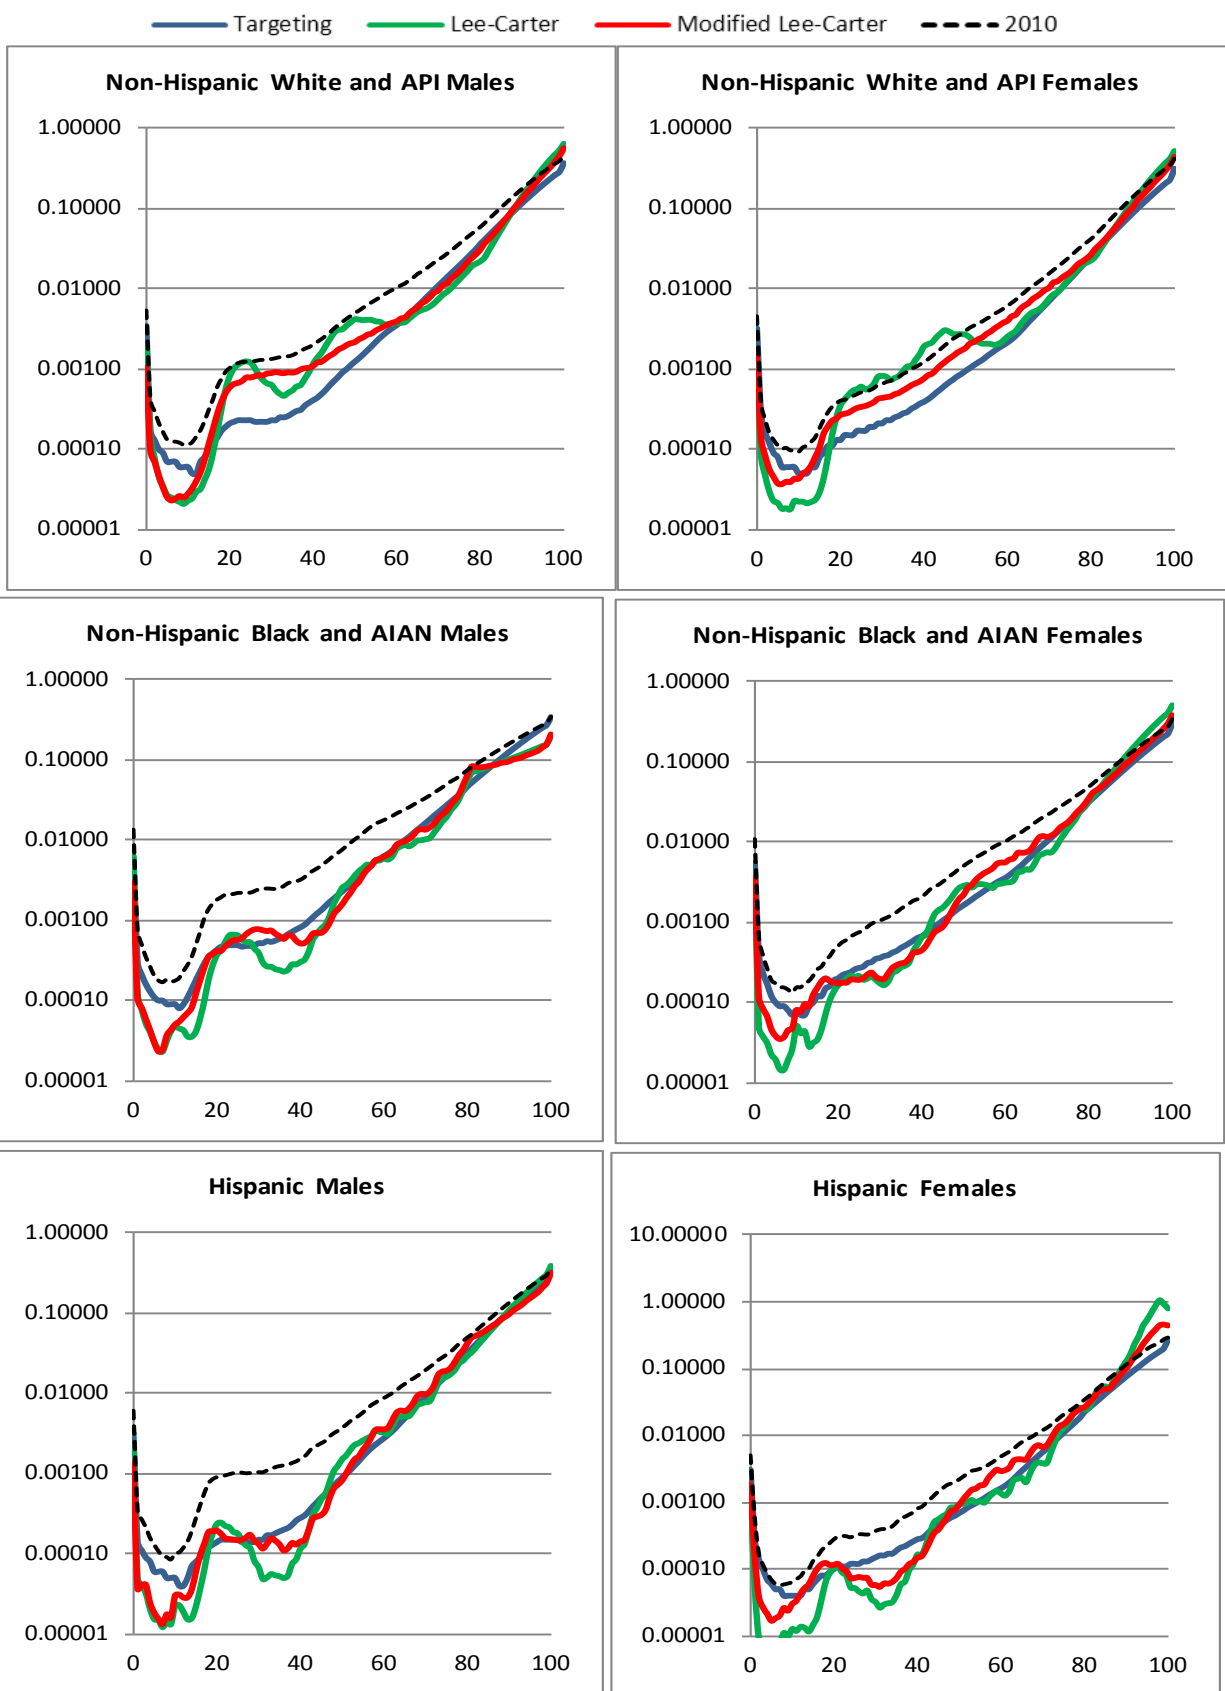 Targeting Lee-Carter Modified Lee-Carter 2010
Non-Hispanic White and API Males
1.00000
0.10000
0.01000
0.00100
0.00010
0.00001
0 20 40 60 80 100
Non-Hispanic White and API Females
1.00000
0.10000
0.01000
0.00100
0.00010
0.00001
0 20 40 60 80 100
Non-Hispanic Black and AIAN Males
1.00000
0.10000
0.01000
0.00100
0.00010
0.00001
0 20 40 60 80 100
Non-Hispanic Black and AIAN Females
1.00000
0.10000
0.01000
0.00100
0.00010
0.00001
0 20 40 60 80 100
Hispanic Males
1.00000
0.10000
0.01000
0.00100
0.00010
0.00001
0 20 40 60 80 100
Hispanic Females
10.00000
1.00000
0.10000
0.01000
0.00100
0.00010
0.00001
0 20 40 60 80 100